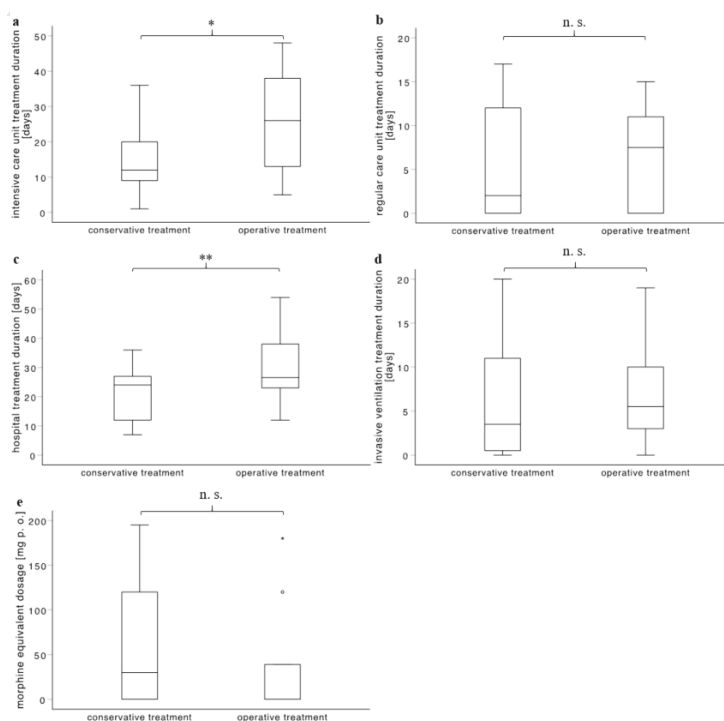 a
*
intensive care unit treatment duration
[days]
50
40
30
20
10
0
conservative treatment
operative treatment
b
n. s.
regular care unit treatment duration
[days]
20
15
10
5
0
conservative treatment
operative treatment
c
**
hospital treatment duration [days]
60
50
40
30
20
10
0
conservative treatment
operative treatment
d
n. s.
invasive ventilation treatment duration
[days]
20
15
10
5
0
conservative treatment
operative treatment
e
n. s.
morphine equivalent dosage [mg p. o.]
200
150
100
50
0
conservative treatment
operative treatment